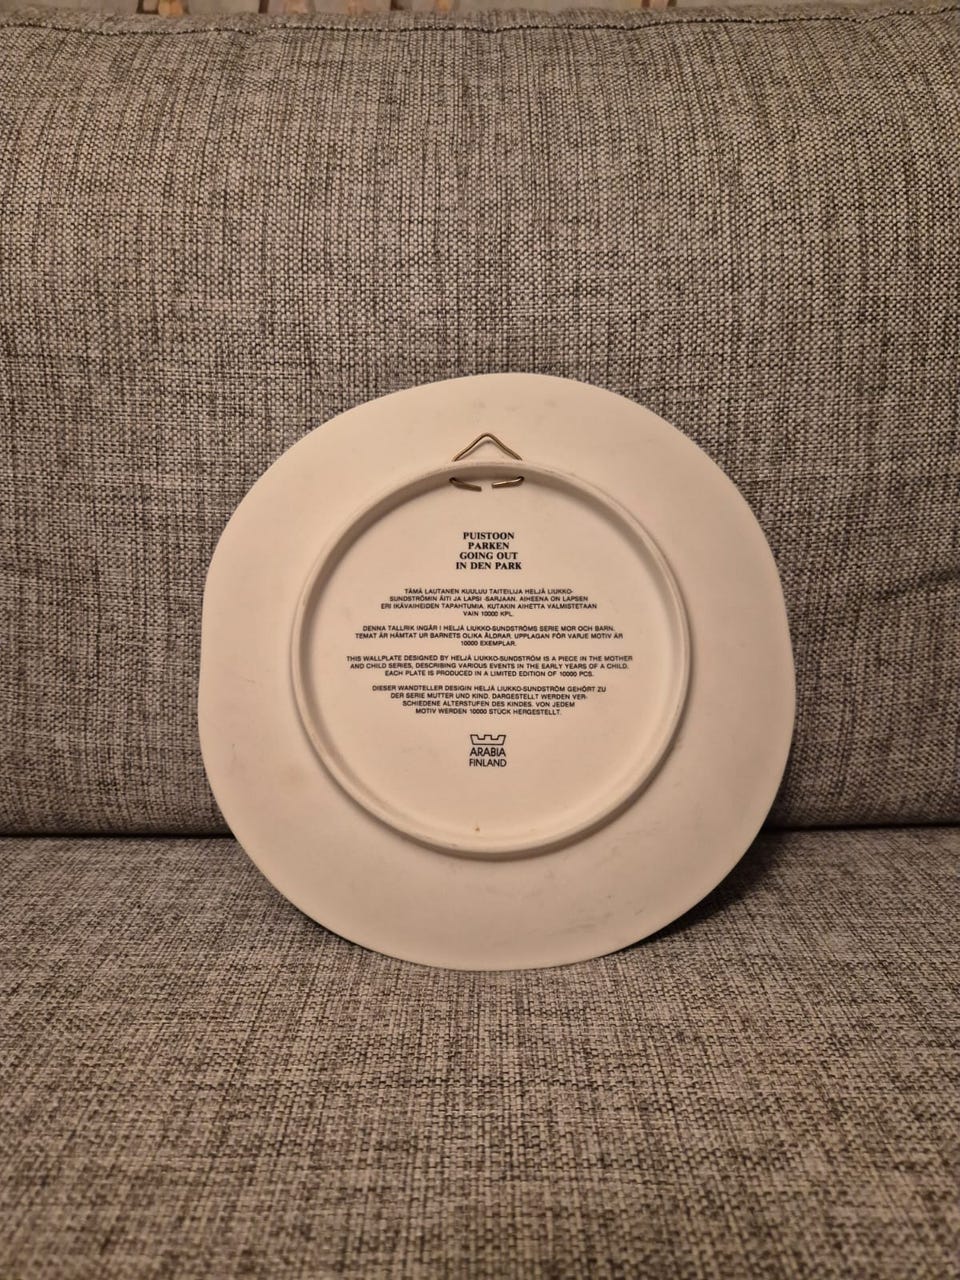 PUISTOON
PARKEN
GOING OUT
IN DEN PARK
TÄMÄ LAUTANEN KUULUU TAITEILIJA HELJÄ LIUKKO-
SUNDSTRÖMIN ÄITI JA LAPSI -SARJAAN. AIHEENA ON LAPSEN
ERI IKÄVAIHEIDEN TAPAHTUMIA. KUTAKIN AIHETTA VALMISTETAAN
VAIN 10000 KPL.
DENNA TALLRIK INGÅR I HELJÄ LIUKKO-SUNDSTRÖMS SERIE MOR OCH BARN.
TEMAT ÄR HÄMTAT UR BARNETS OLIKA ÅLDRAR. UPPLAGAN FÖR VARJE MOTIV ÄR
10000 EXEMPLAR.
THIS WALLPLATE DESIGNED BY HELJÄ LIUKKO-SUNDSTRÖM IS A PIECE IN THE MOTHER
AND CHILD SERIES, DESCRIBING VARIOUS EVENTS IN THE EARLY YEARS OF A CHILD.
EACH PLATE IS PRODUCED IN A LIMITED EDITION OF 10000 PCS.
DIESER WANDTELLER DESIGIN HELJÄ LIUKKO-SUNDSTRÖM GEHÖRT ZU
DER SERIE MUTTER UND KIND. DARGESTELLT WERDEN VER-
SCHIEDENE ALTERSTUFEN DES KINDES. VON JEDEM
MOTIV WERDEN 10000 STÜCK HERGESTELLT.
ARABIA
FINLAND